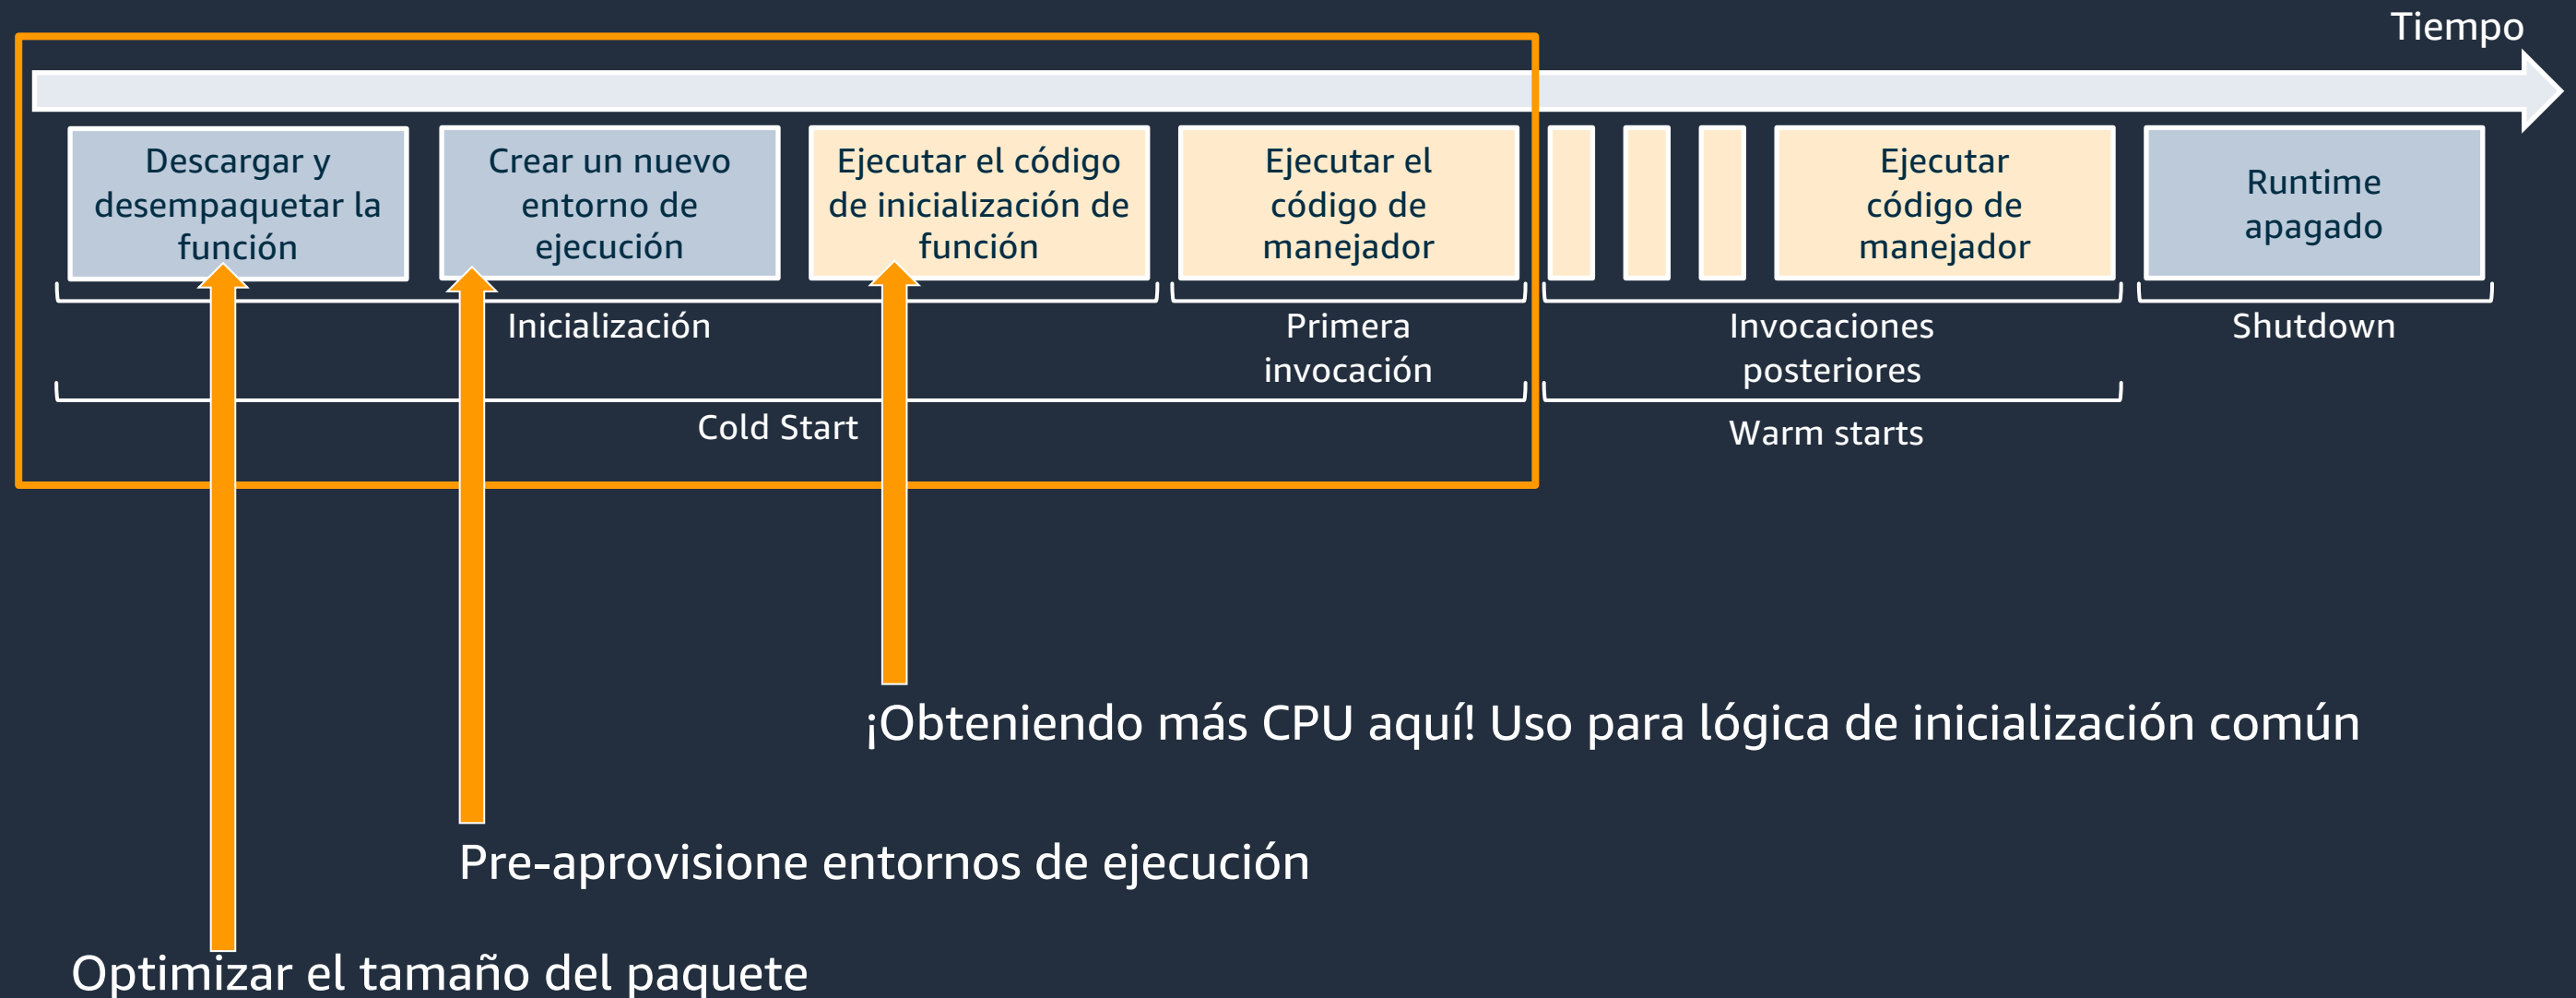 Tiempo
Descargar y
desempaquetar la
función
Crear un nuevo
entorno de
ejecución
Ejecutar el código
de inicialización de
función
Ejecutar el
código de
manejador
Ejecutar
código de
manejador
Runtime
apagado
Inicialización
Primera
invocación
Invocaciones
posteriores
Shutdown
Cold Start
Warm starts
¡Obteniendo más CPU aquí! Uso para lógica de inicialización común
Pre-aprovisione entornos de ejecución
Optimizar el tamaño del paquete